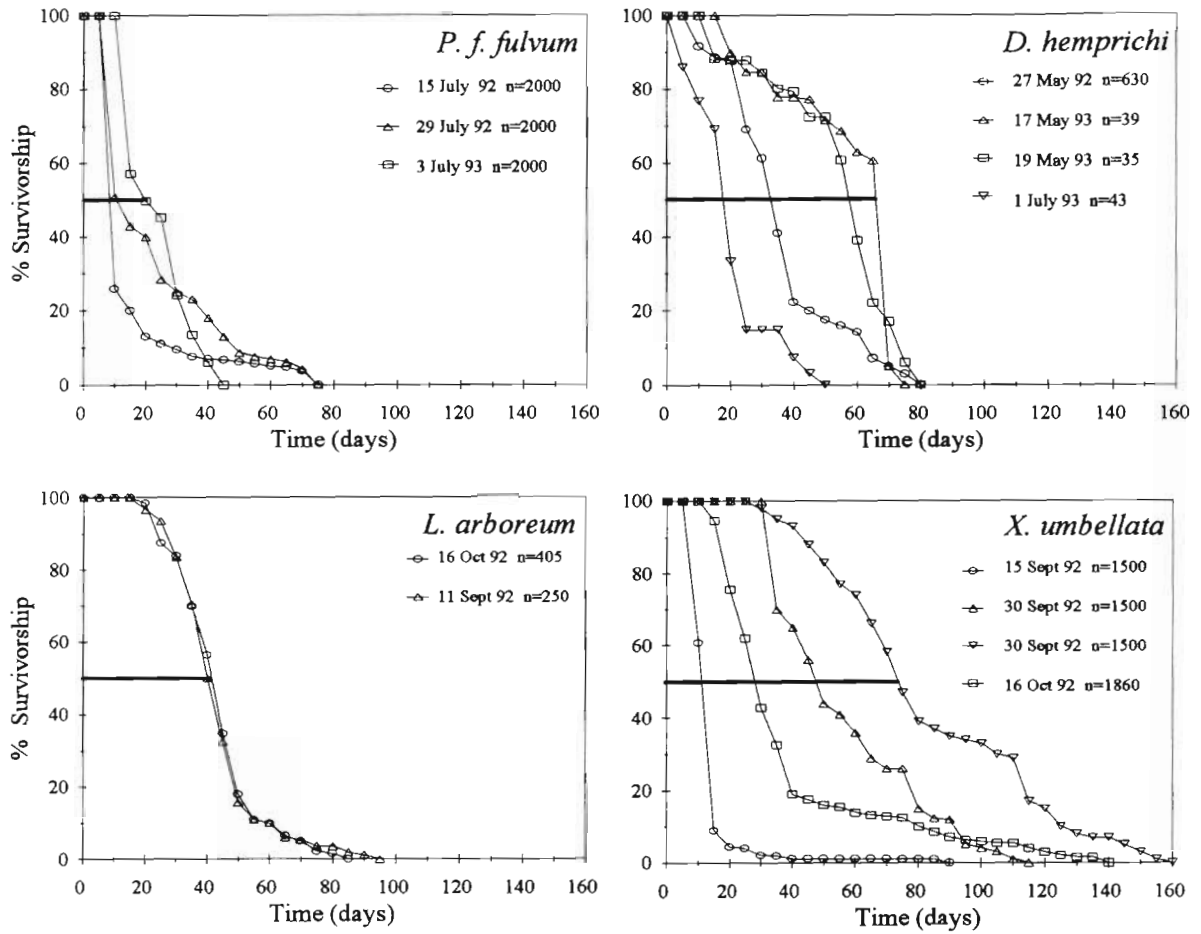 P. f. fulvum
15 July 92 n=2000
29 July 92 n=2000
3 July 93 n=2000
% Survivorship
100
80
60
40
20
0
0 20 40 60 80 100 120 140 160
Time (days)
D. hemprichi
27 May 92 n=630
17 May 93 n=39
19 May 93 n=35
1 July 93 n=43
100
80
60
40
20
0
20 40 60 80 100 120 140 160
Time (days)
L. arboreum
16 Oct 92 n=405
11 Sept 92 n=250
% Survivorship
100
80
60
40
20
0
0 20 40 60 80 100 120 140 160
Time (days)
X. umbellata
15 Sept 92 n=1500
30 Sept 92 n=1500
30 Sept 92 n=1500
16 Oct 92 n=1860
100
80
60
40
20
0
0 20 40 60 80 100 120 140 160
Time (days)